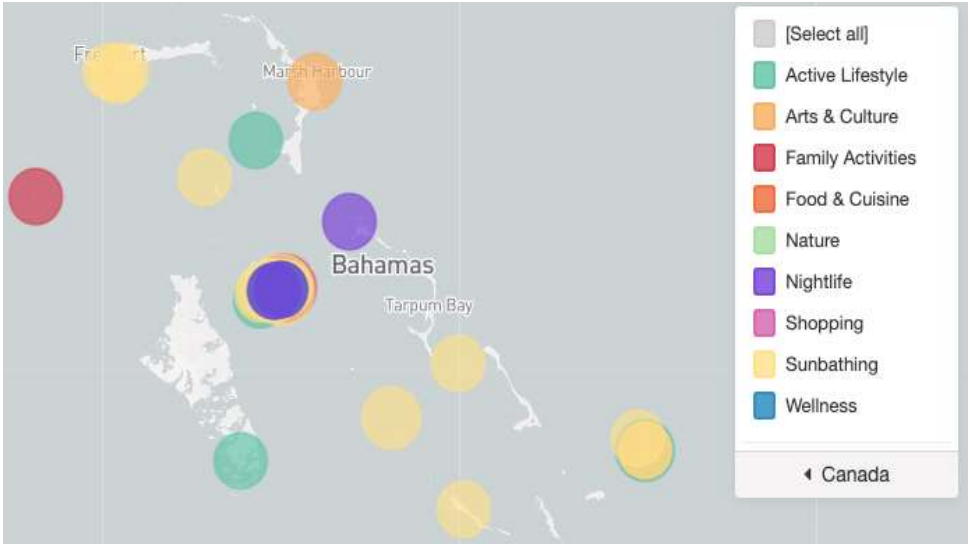 Marsh Harbour
Bahamas
Tarpum Bay
[Select all]
Active Lifestyle
Arts & Culture
Family Activities
Food & Cuisine
Nature
Nightlife
Shopping
Sunbathing
Wellness
Canada